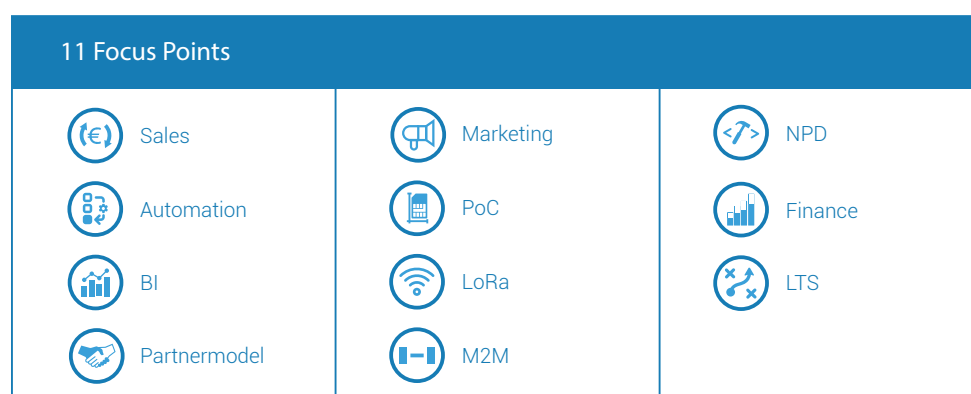 11 Focus Points
Sales
Automation
BI
Partnermodel
Marketing
PoC
LoRa
M2M
NPD
Finance
LTS